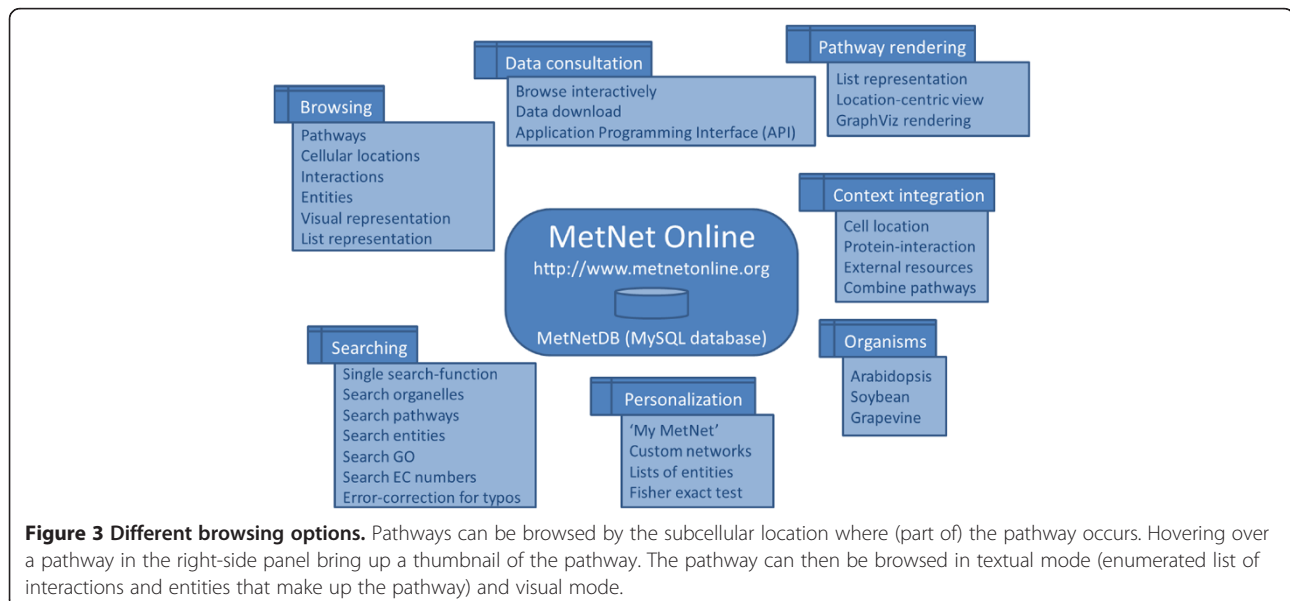 Browsing
Pathways
Cellular locations
Interactions
Entities
Visual representation
List representation
Data consultation
Browse interactively
Data download
Application Programming Interface (API)
Pathway rendering
List representation
Location-centric view
GraphViz rendering
Context integration
Cell location
Protein-interaction
External resources
Combine pathways
MetNet Online
http://www.metnetonline.org
MetNetDB (MySQL database)
Searching
Single search-function
Search organelles
Search pathways
Search entities
Search GO
Search EC numbers
Error-correction for typos
Personalization
‘My MetNet’
Custom networks
Lists of entities
Fisher exact test
Organisms
Arabidopsis
Soybean
Grapevine
Figure 3 Different browsing options. Pathways can be browsed by the subcellular location where (part of) the pathway occurs. Hovering over
a pathway in the right-side panel bring up a thumbnail of the pathway. The pathway can then be browsed in textual mode (enumerated list of
interactions and entities that make up the pathway) and visual mode.